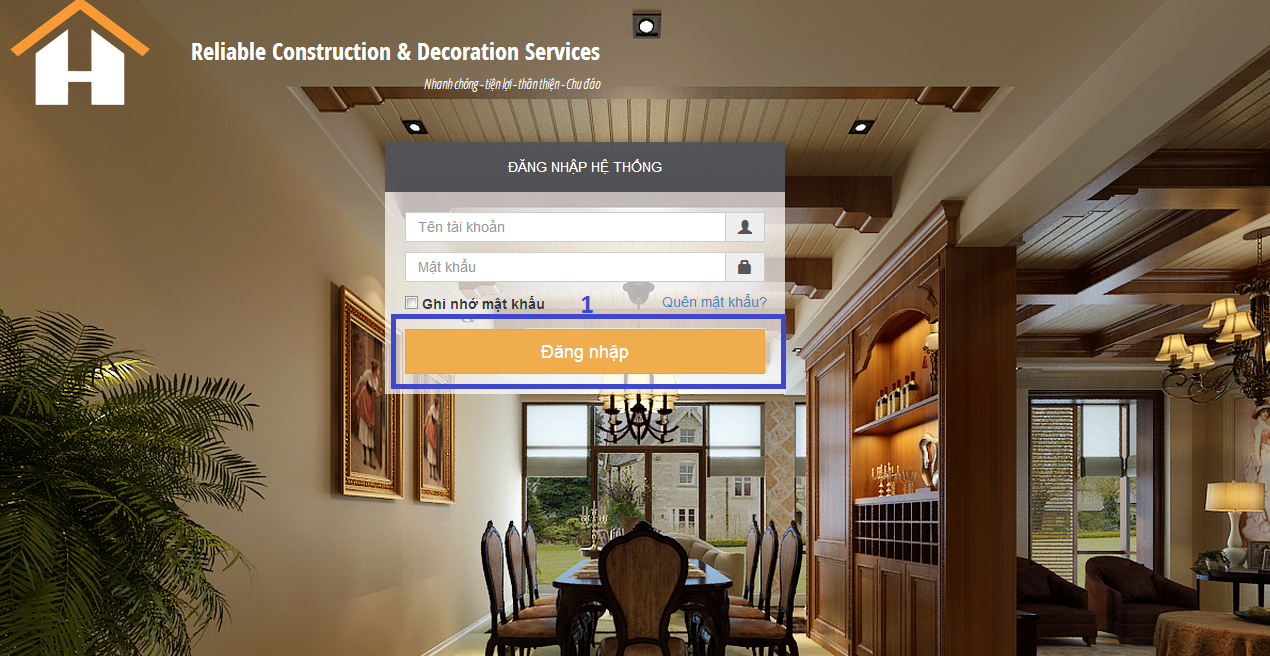 Reliable Construction & Decoration Services
Nhanh chóng - tiện lợi - thân thiện - Chu đáo
ĐĂNG NHẬP HỆ THỐNG
Tên tài khoản
Mật khẩu
Ghi nhớ mật khẩu 1 Quên mật khẩu?
Đăng nhập